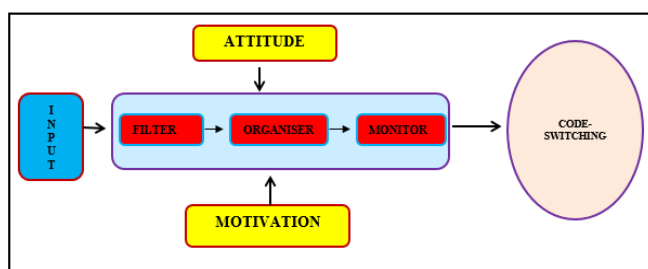 ATTITUDE
I
N
P
U
T
FILTER
ORGANISER
MONITOR
CODE-
SWITCHING
MOTIVATION